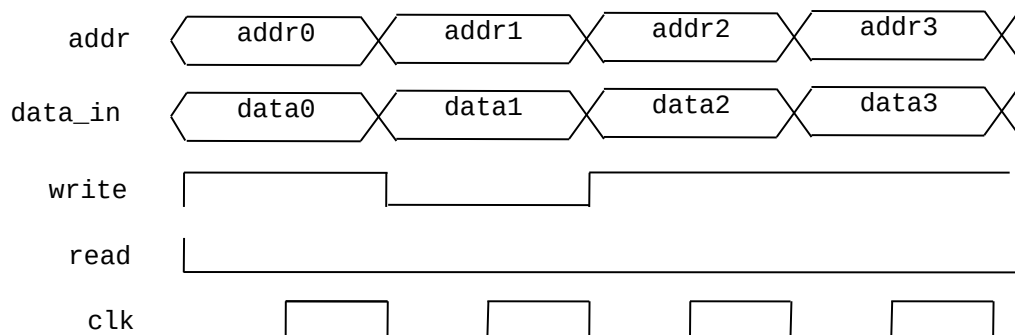 addr addr0 addr1 addr2 addr3
data_in data0 data1 data2 data3
write
read
clk